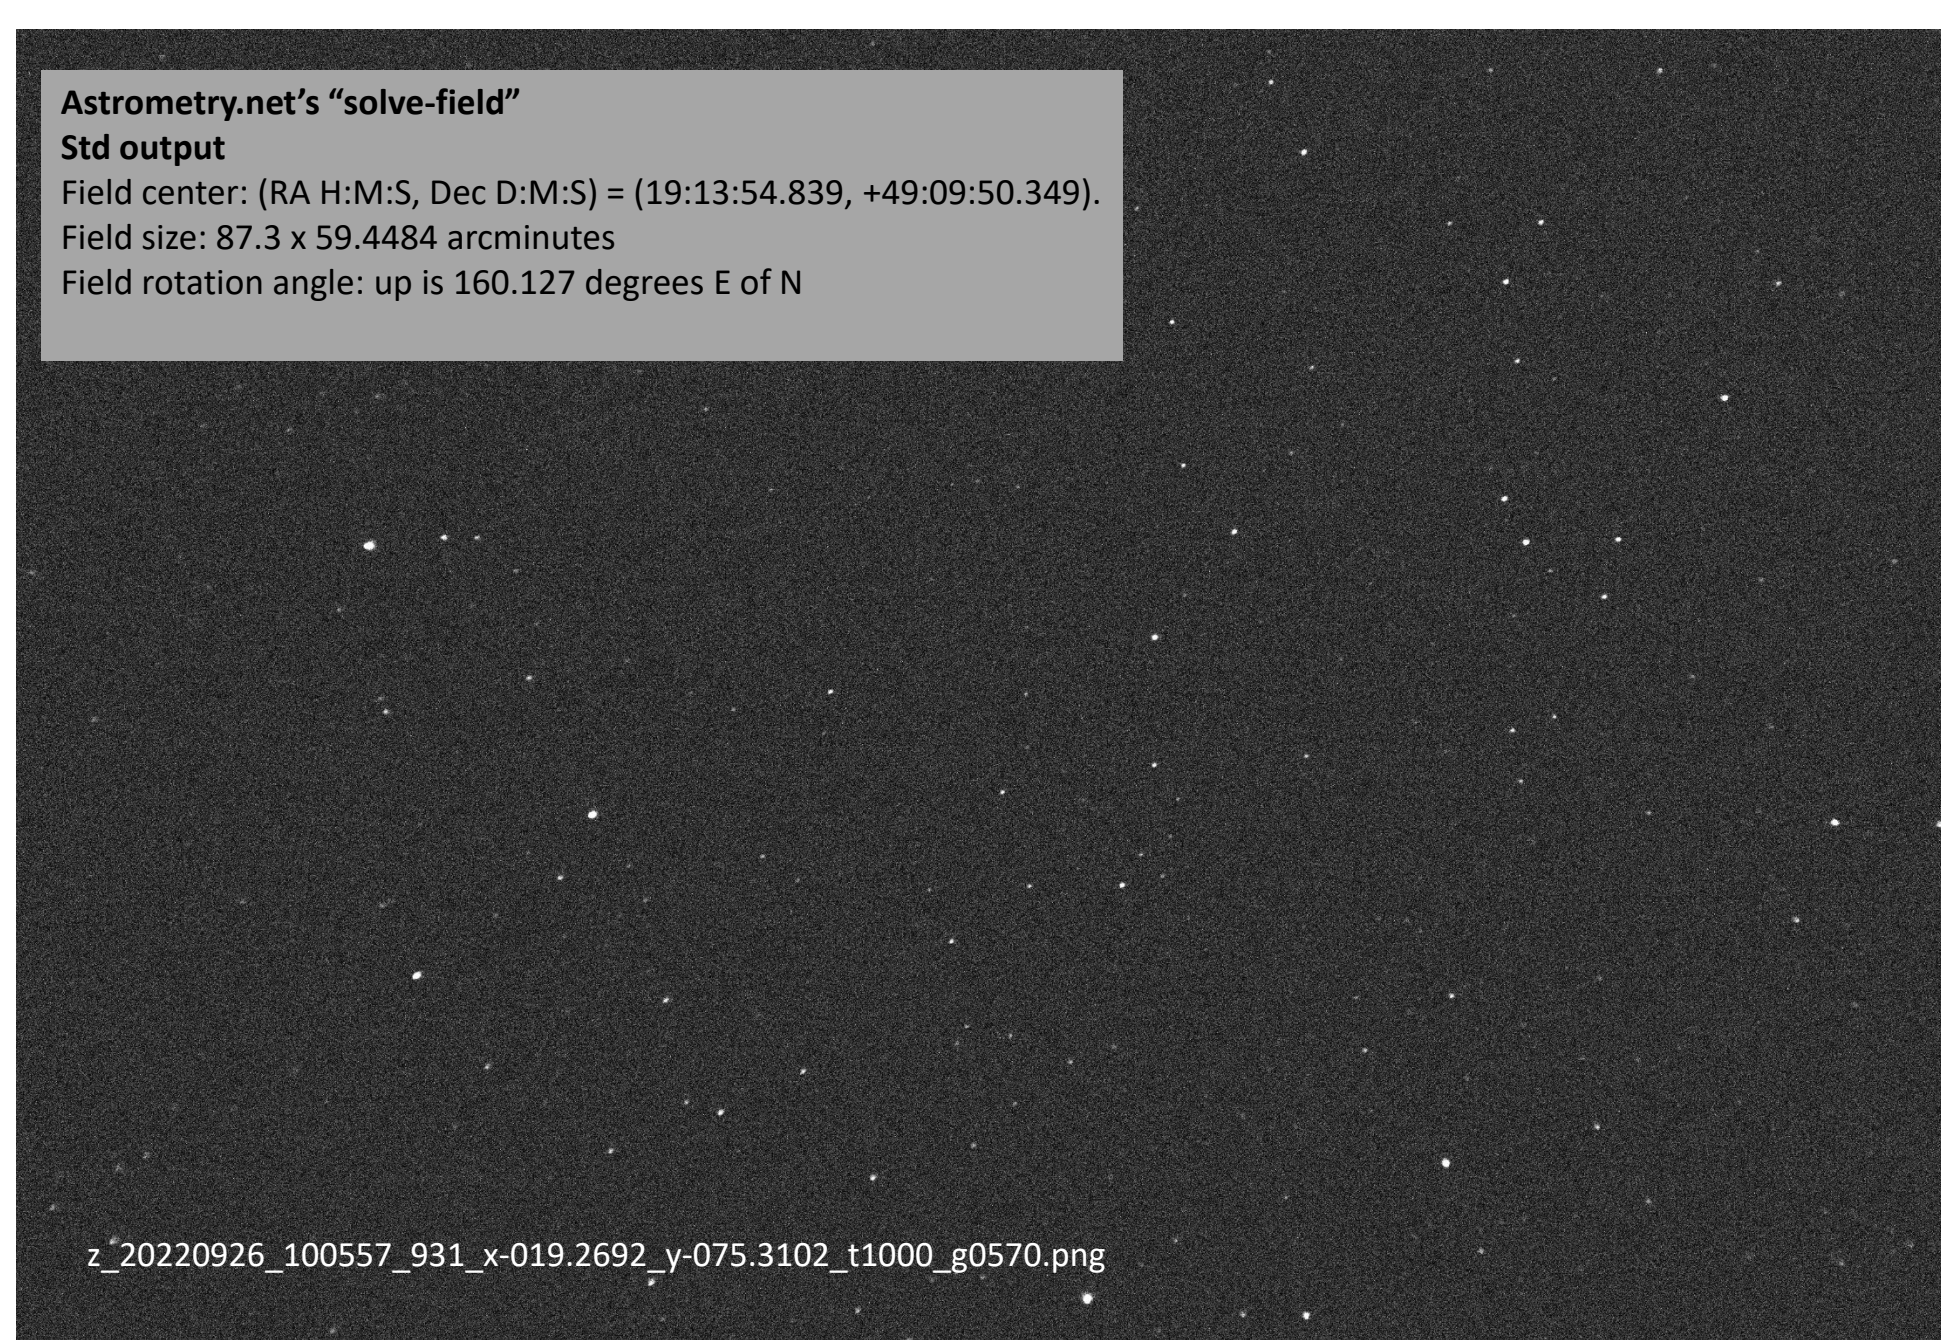 Astrometry.net’s “solve-field”
Std output
Field center: (RA H:M:S, Dec D:M:S) = (19:13:54.839, +49:09:50.349).
Field size: 87.3 x 59.4484 arcminutes
Field rotation angle: up is 160.127 degrees E of N
z_20220926_100557_931_x-019.2692_y-075.3102_t1000_g0570.png